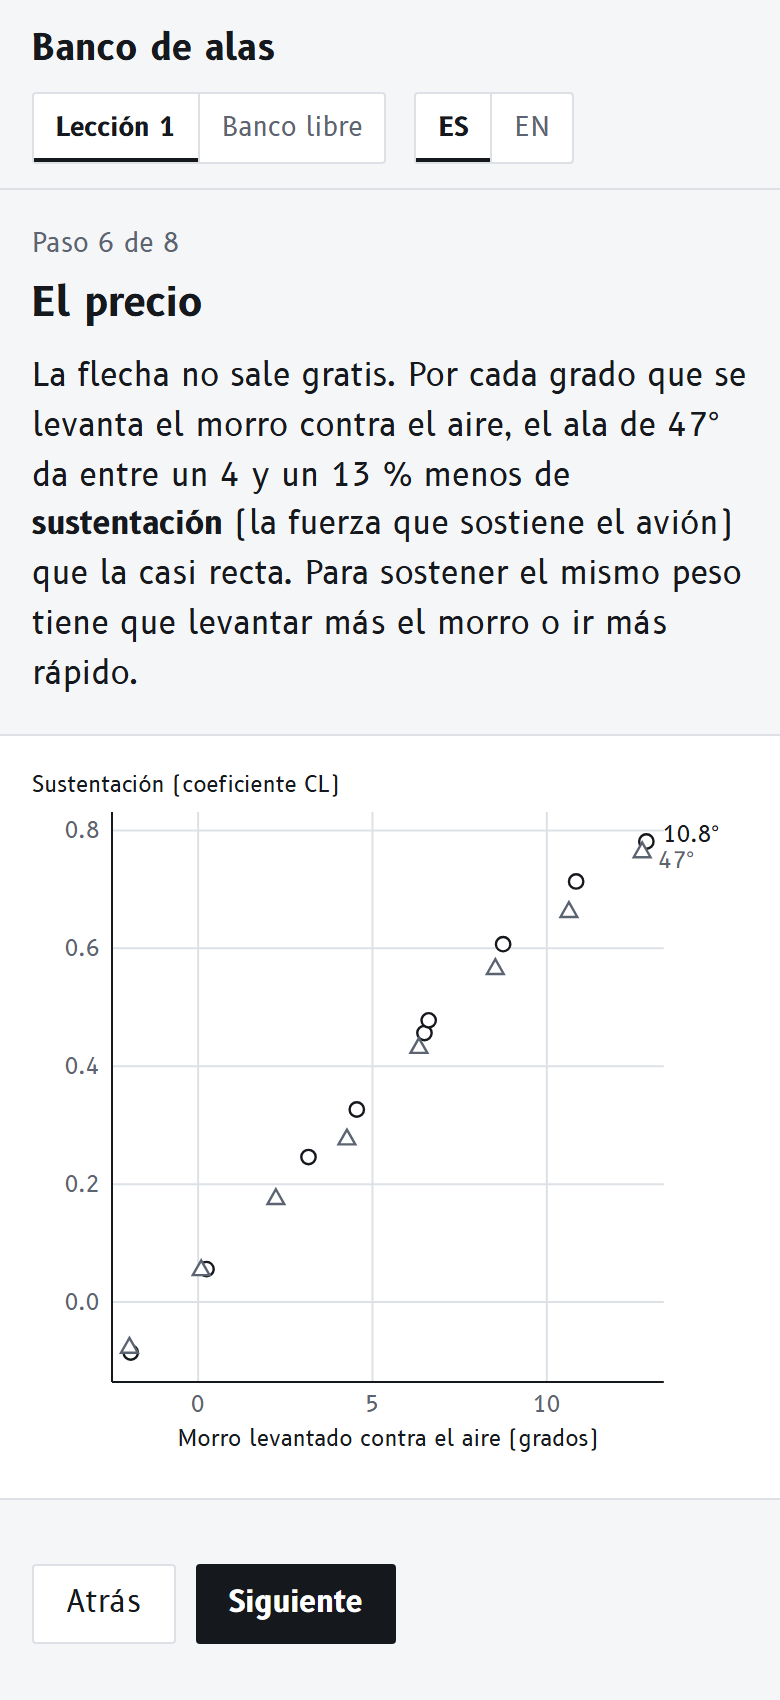 Banco de alas
Lección 1
Banco libre
ES
EN
Paso 6 de 8
El precio
La flecha no sale gratis. Por cada grado que se
levanta el morro contra el aire, el ala de 47°
da entre un 4 y un 13 % menos de
sustentación (la fuerza que sostiene el avión)
que la casi recta. Para sostener el mismo peso
tiene que levantar más el morro o ir más
rápido.
Sustentación (coeficiente CL)
0.8
0.6
0.4
0.2
0.0
10.8°
47°
0
5
10
Morro levantado contra el aire (grados)
Atrás
Siguiente